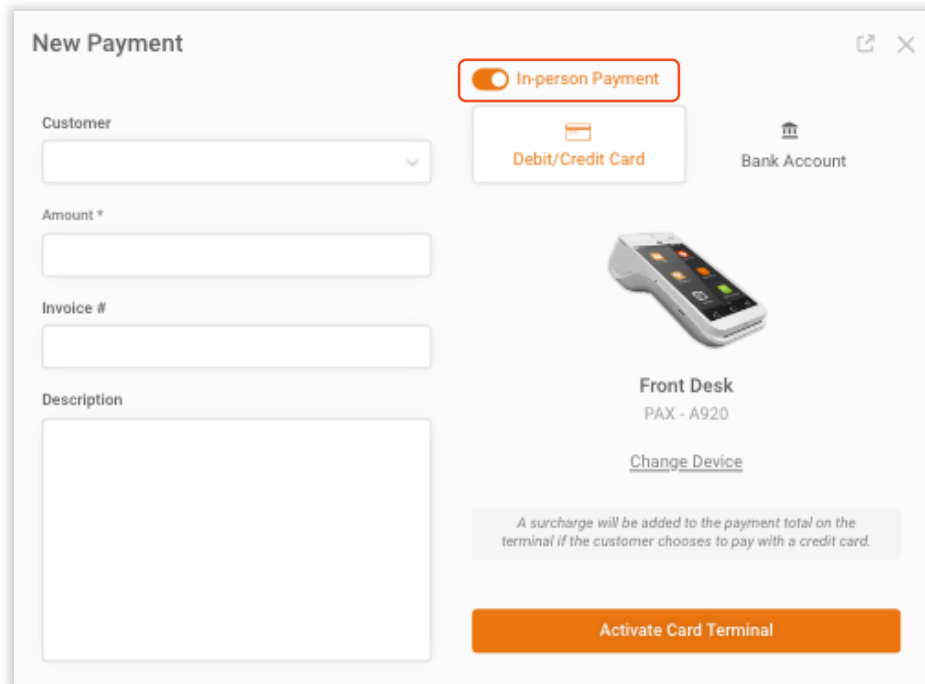 New Payment
In-person Payment
Customer
Debit/Credit Card
Bank Account
Amount *
Invoice #
Description
Front Desk
PAX - A920
Change Device
A surcharge will be added to the payment total on the
terminal if the customer chooses to pay with a credit card.
Activate Card Terminal